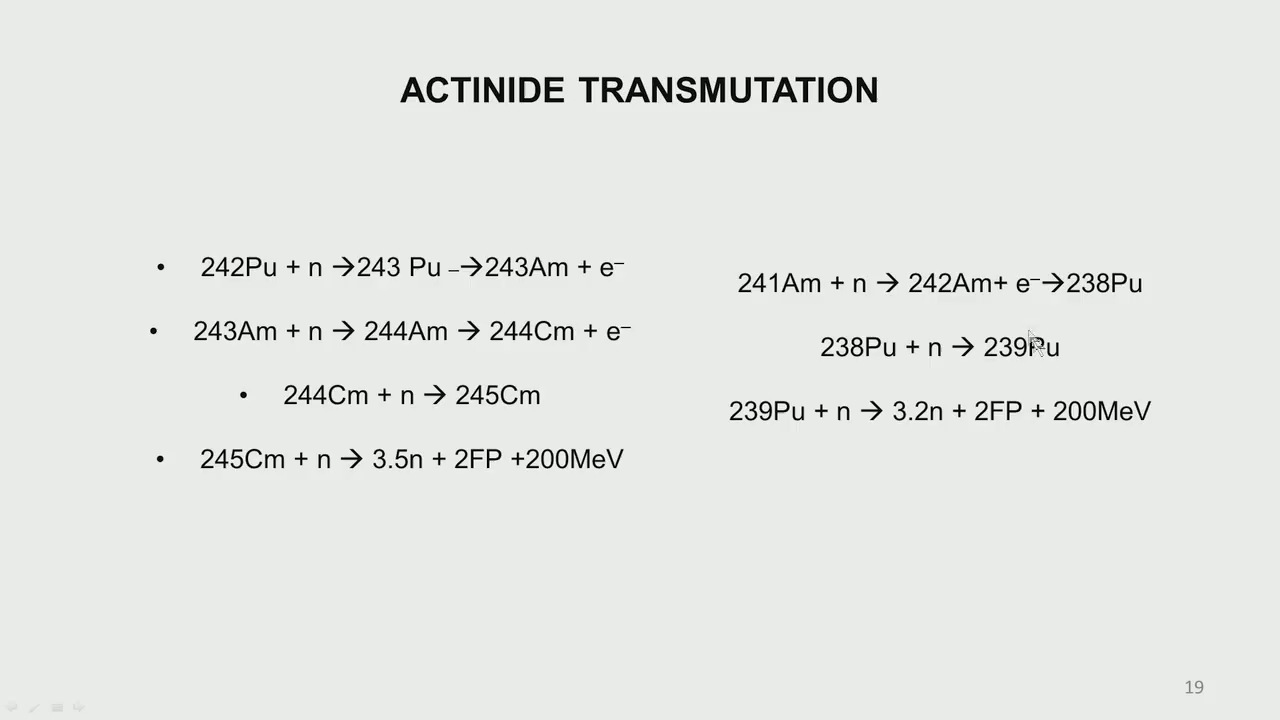 ACTINIDE TRANSMUTATION
• 242Pu + n →243 Pu –→243Am + e–
• 243Am + n → 244Am → 244Cm + e–
• 244Cm + n → 245Cm
• 245Cm + n → 3.5n + 2FP +200MeV
241Am + n → 242Am+ e–→238Pu
238Pu + n → 239Pu
239Pu + n → 3.2n + 2FP + 200MeV
19